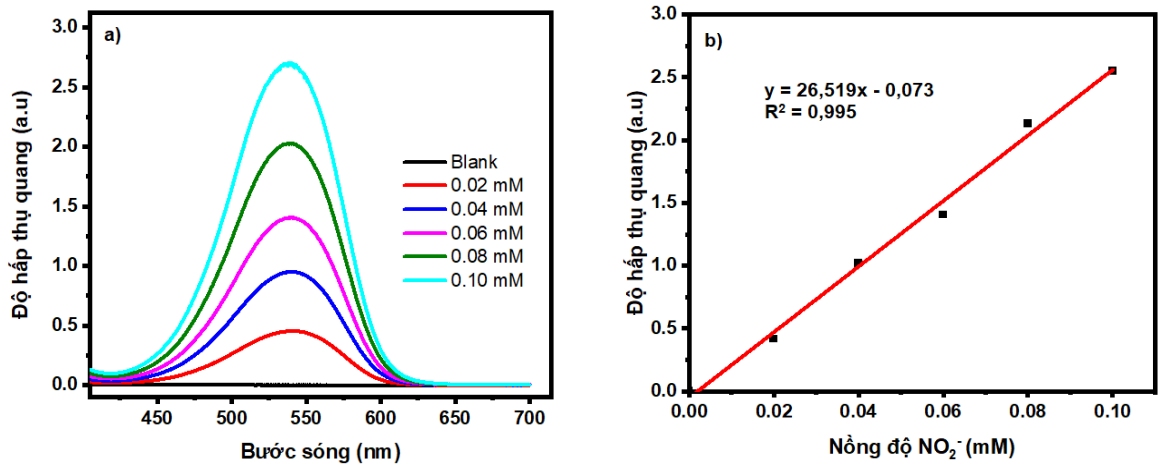 a)
3.0
2.5
2.0
1.5
1.0
0.5
0.0
Độ hấp thụ quang (a.u)
Blank
0.02 mM
0.04 mM
0.06 mM
0.08 mM
0.10 mM
450 500 550 600 650 700
Bước sóng (nm)
b)
3.0
2.5
2.0
1.5
1.0
0.5
0.0
Độ hấp thụ quang (a.u)
y = 26,519x - 0,073
R² = 0,995
0.00 0.02 0.04 0.06 0.08 0.10
Nồng độ NO₂⁻ (mM)